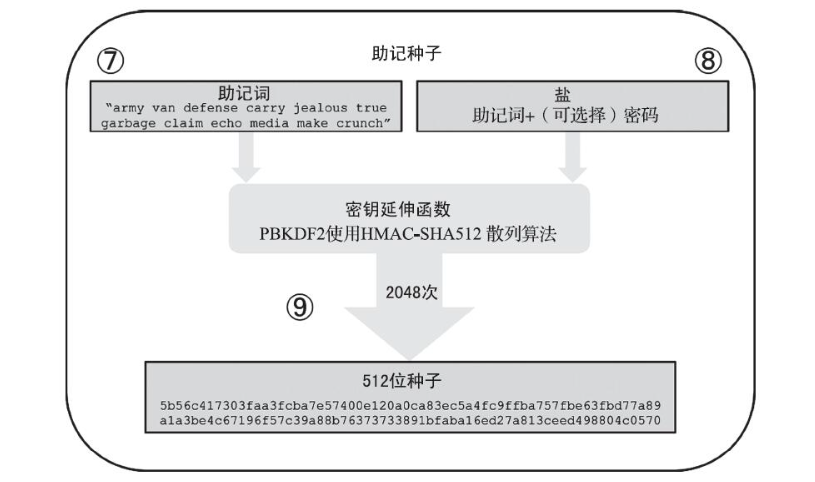 助记种子
⑦
⑧
助记词
“army van defense carry jealous true
garbage claim echo media make crunch”
盐
助记词+（可选择）密码
密钥延伸函数
PBKDF2使用HMAC-SHA512 散列算法
2048次
⑨
512位种子
5b56c417303faa3fcba7e57400e120a0ca83ec5a4fc9ffba757fbe63fbd77a89
a1a3be4c67196f57c39a88b76373733891bfaba16ed27a813ceed498804c0570